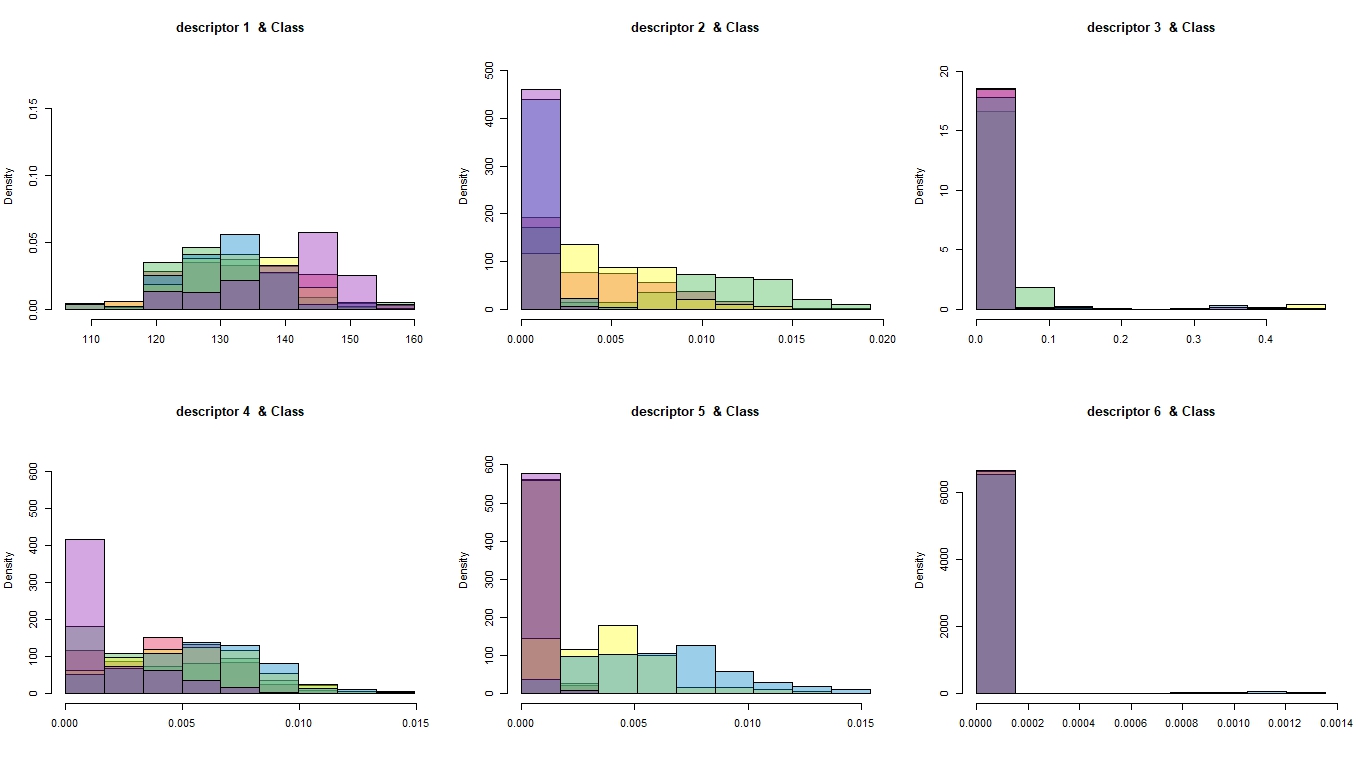 descriptor 1 & Class
Density
0.00 0.05 0.10 0.15
110 120 130 140 150 160
descriptor 2 & Class
Density
0 100 200 300 400 500
0.000 0.005 0.010 0.015 0.020
descriptor 3 & Class
Density
0 5 10 15 20
0.0 0.1 0.2 0.3 0.4
descriptor 4 & Class
Density
0 100 200 300 400 500 600
0.000 0.005 0.010 0.015
descriptor 5 & Class
Density
0 100 200 300 400 500 600
0.000 0.005 0.010 0.015
descriptor 6 & Class
Density
0 2000 4000 6000
0.0000 0.0002 0.0004 0.0006 0.0008 0.0010 0.0012 0.0014